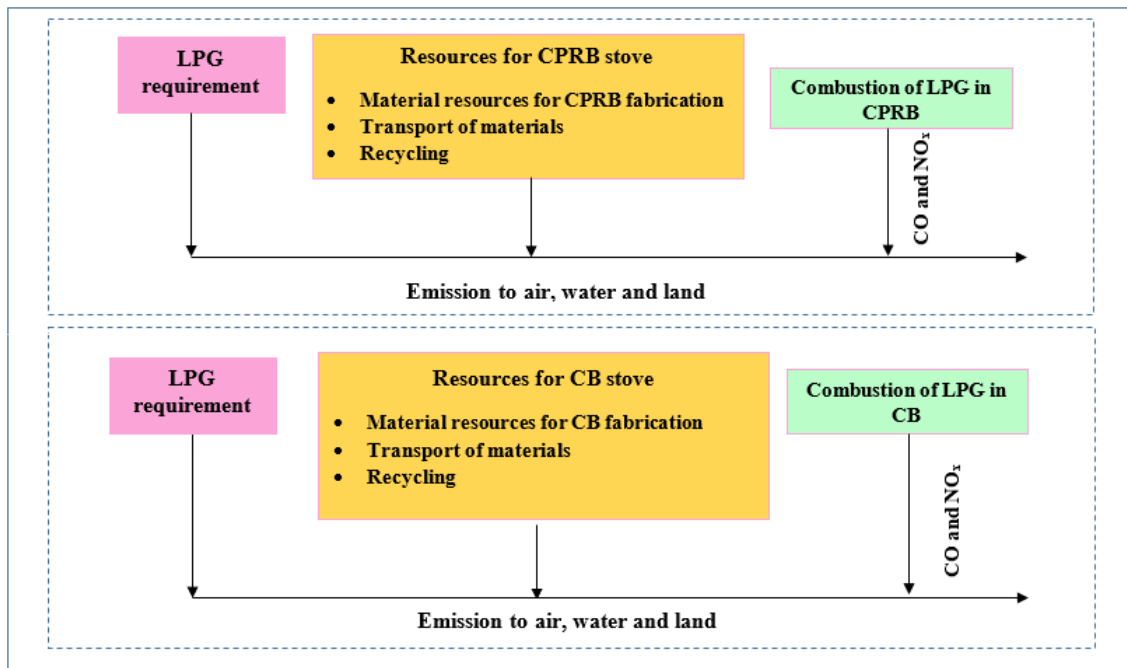 LPG
requirement
Resources for CPRB stove
• Material resources for CPRB fabrication
• Transport of materials
• Recycling
Combustion of LPG in
CPRB
CO and NOₓ
Emission to air, water and land
LPG
requirement
Resources for CB stove
• Material resources for CB fabrication
• Transport of materials
• Recycling
Combustion of LPG in
CB
CO and NOₓ
Emission to air, water and land